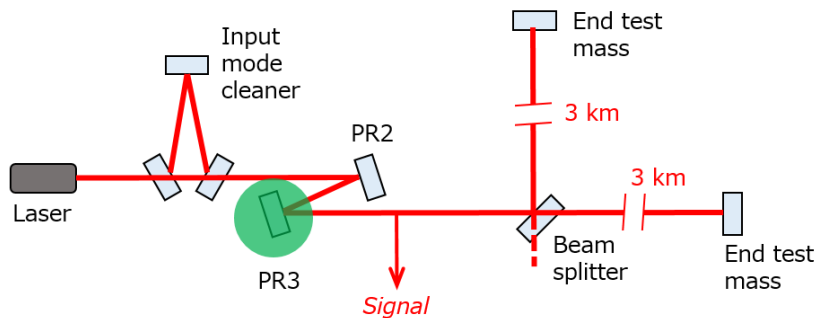 Input
mode
cleaner
End test
mass
3 km
PR2
3 km
Laser
PR3
Beam
splitter
End test
mass
Signal